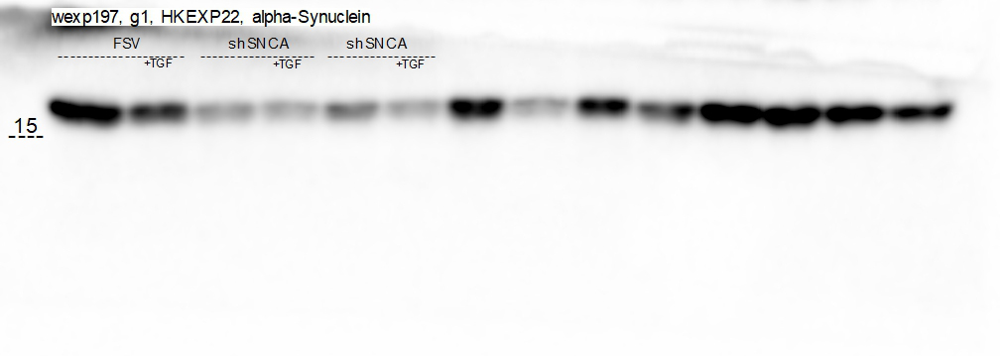 wexp197, g1, HKEXP22, alpha-Synuclein
FSV shSNCA shSNCA
+TGF +TGF +TGF
15